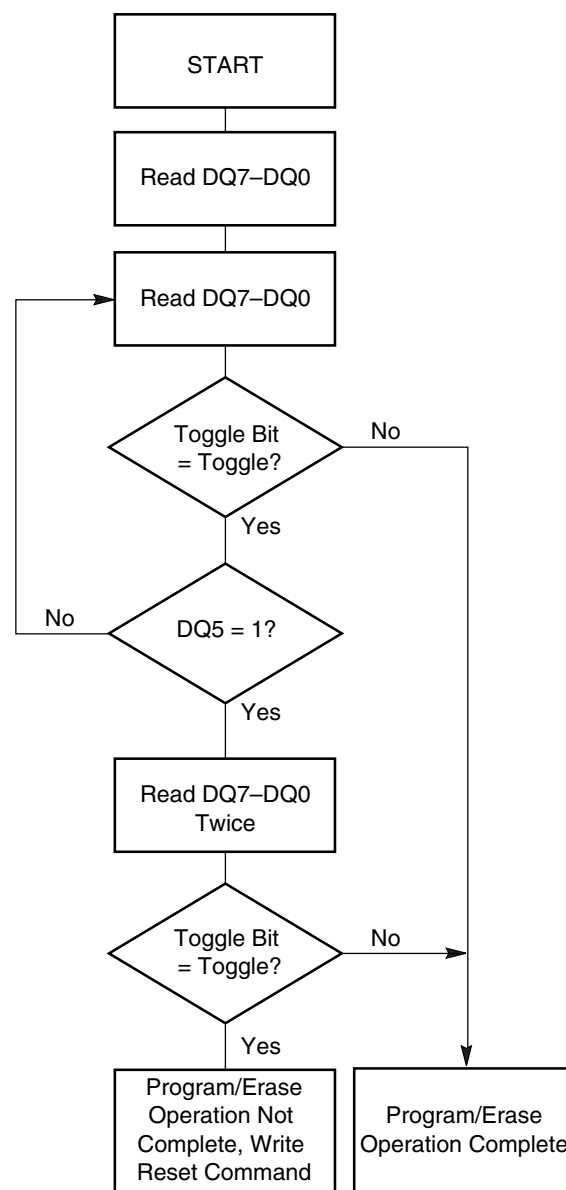 START
Read DQ7–DQ0
Read DQ7–DQ0
Toggle Bit
= Toggle?
No
Yes
No
DQ5 = 1?
Yes
Read DQ7–DQ0
Twice
Toggle Bit
= Toggle?
No
Yes
Program/Erase
Operation Not
Complete, Write
Reset Command
Program/Erase
Operation Complete